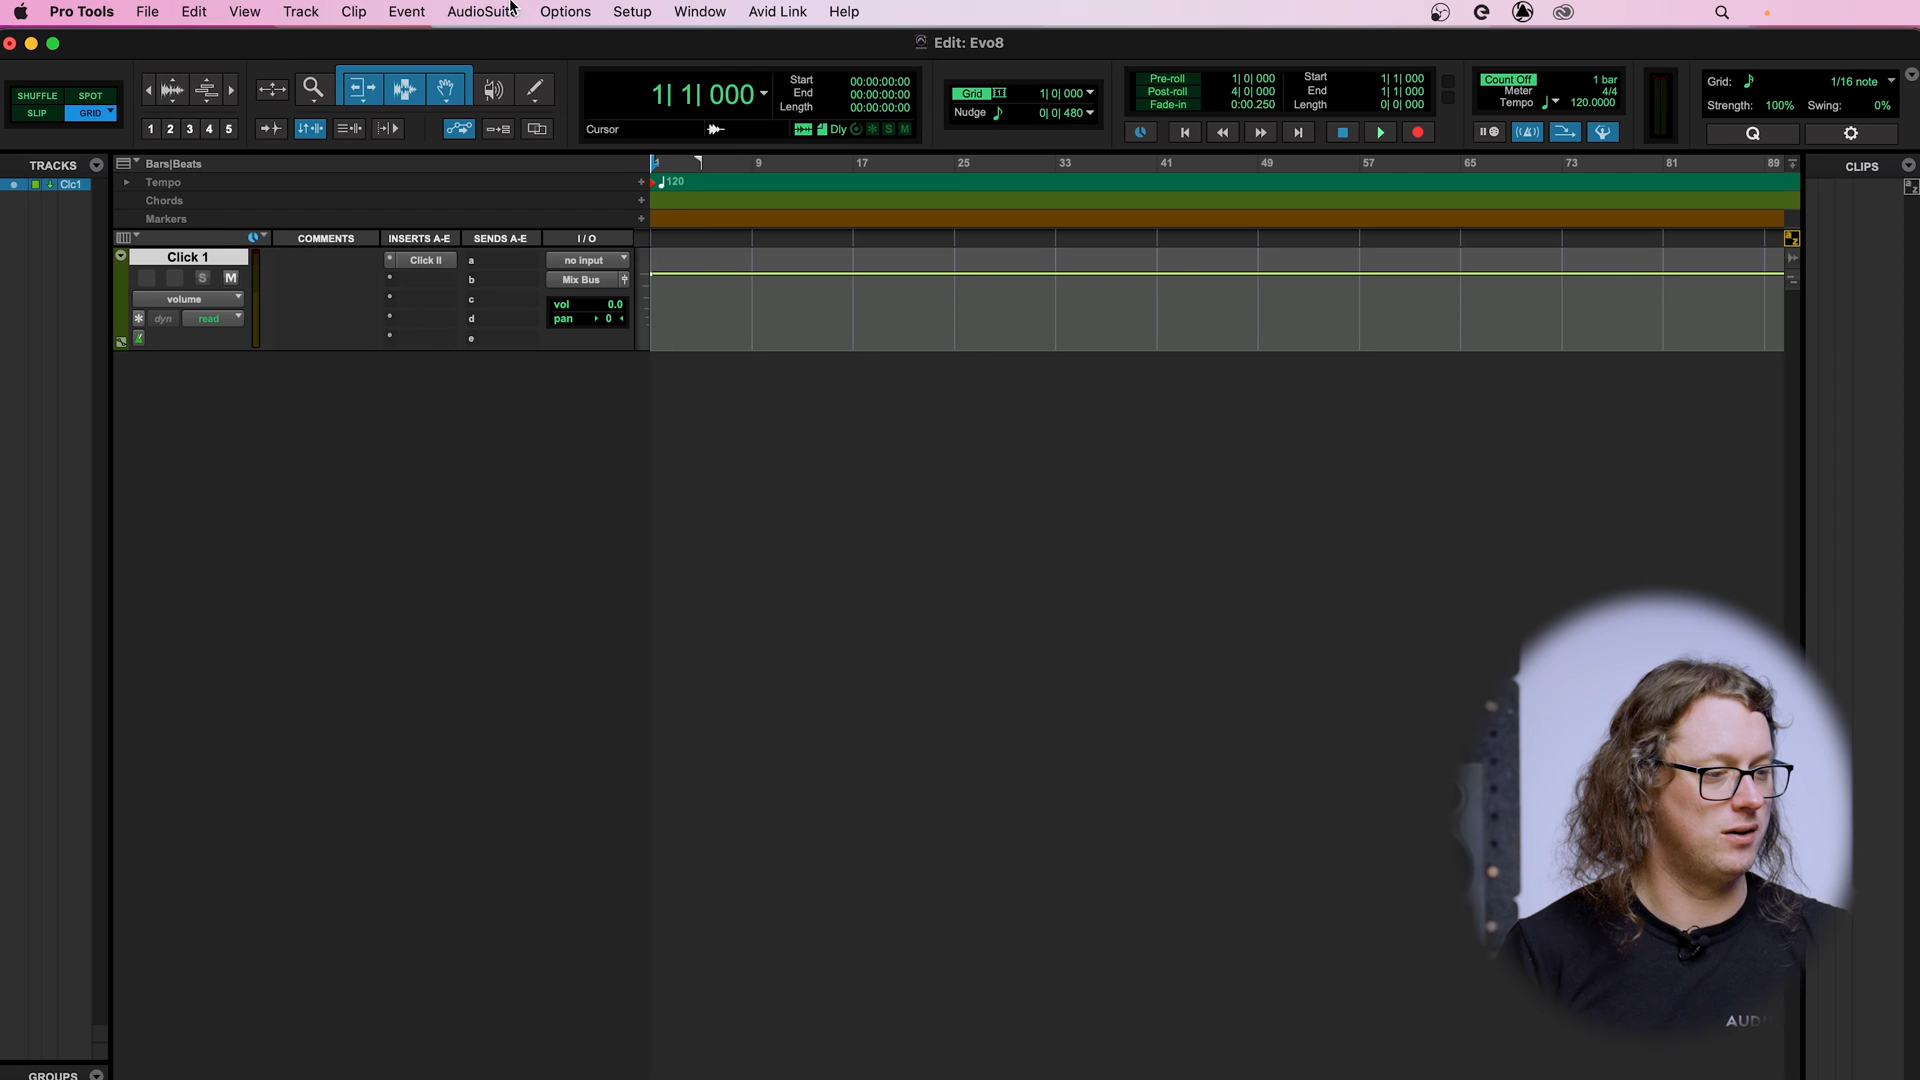 Pro Tools File Edit View Track Clip Event AudioSuite Options Setup Window Avid Link Help
Edit: Evo8
SHUFFLE SPOT
SLIP GRID
1 2 3 4 5
1| 1| 000
Start 00:00:00:00
End 00:00:00:00
Length 00:00:00:00
Cursor Dly S M
Grid 1| 0| 000
Nudge 0| 0| 480
Pre-roll 1| 0| 000
Post-roll 4| 0| 000
Fade-in 0:00.250
Start 1| 1| 000
End 1| 1| 000
Length 0| 0| 000
Count Off 1 bar
Meter 4/4
Tempo 120.0000
Grid: 1/16 note
Strength: 100% Swing: 0%
Q
TRACKS
Clc1
Bars|Beats
1 9 17 25 33 41 49 57 65 73 81 89
Tempo
120
Chords
Markers
COMMENTS INSERTS A-E SENDS A-E I / O
Click 1
S M
volume
dyn read
Click II
a
b
c
d
e
no input
Mix Bus
vol 0.0
pan 0
CLIPS
a z
a z
GROUPS
AUD